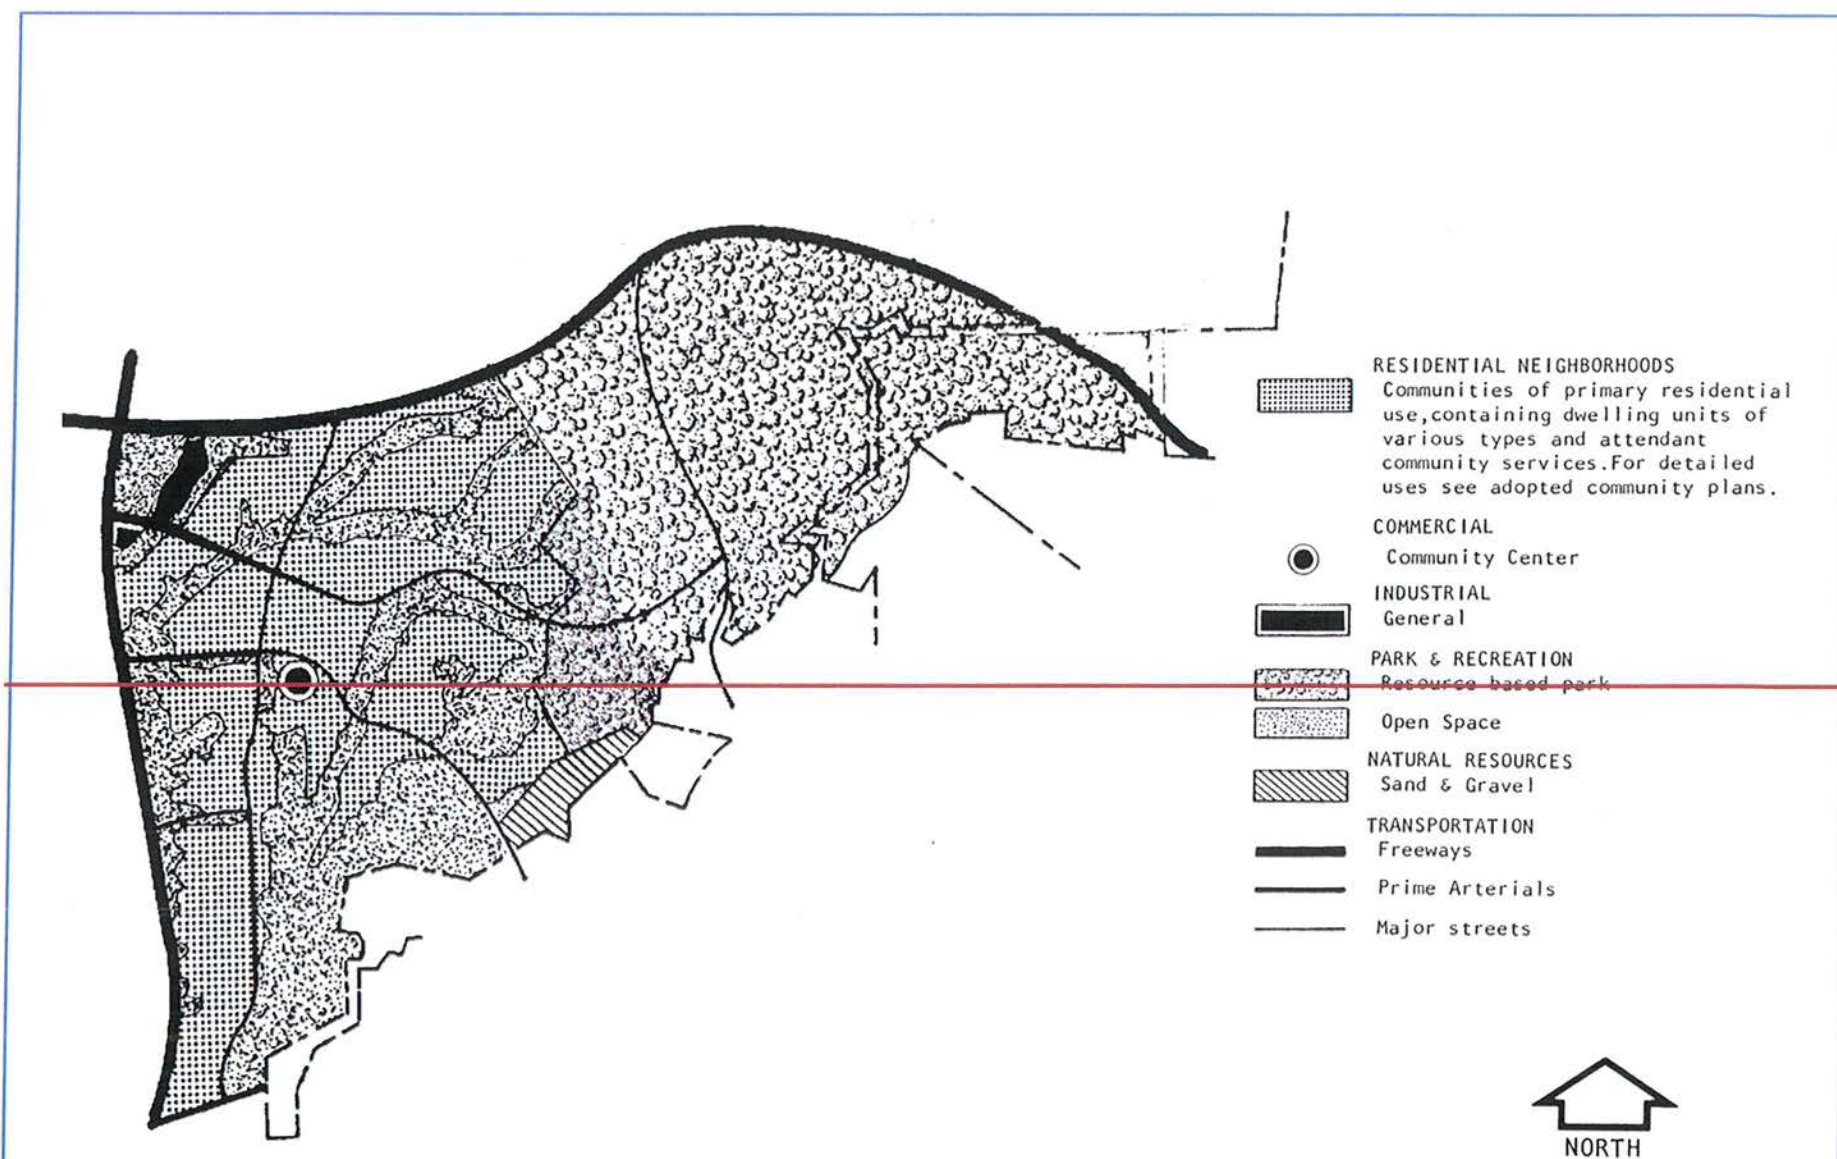 RESIDENTIAL NEIGHBORHOODS
Communities of primary residential
use,containing dwelling units of
various types and attendant
community services.For detailed
uses see adopted community plans.
COMMERCIAL
Community Center
INDUSTRIAL
General
PARK & RECREATION
Resource based park
Open Space
NATURAL RESOURCES
Sand & Gravel
TRANSPORTATION
Freeways
Prime Arterials
Major streets
NORTH